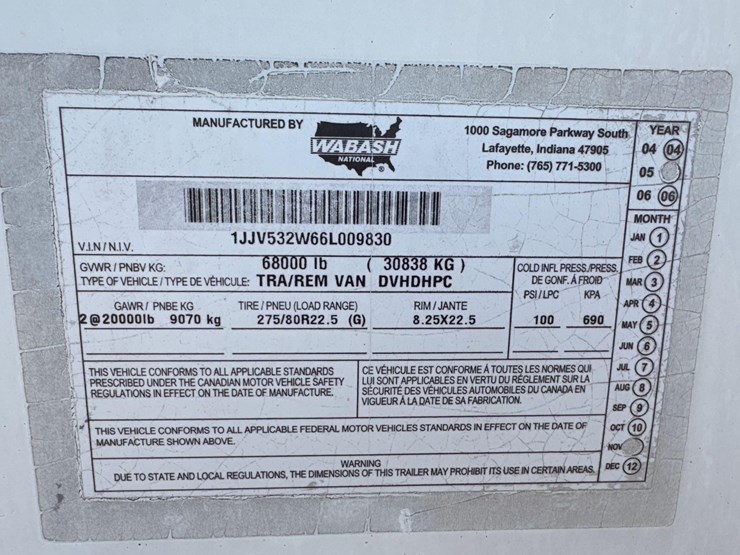 MANUFACTURED BY
WABASH
NATIONAL
®
1000 Sagamore Parkway South
Lafayette, Indiana 47905
Phone: (765) 771-5300
YEAR
04 04
05
06 06
MONTH
JAN 1
FEB 2
MAR 3
APR 4
MAY 5
JUN 6
JUL 7
AUG 8
SEP 9
OCT 10
NOV
DEC 12
V.I.N / N.I.V. 1JJV532W66L009830
GVWR / PNBV KG: 68000 lb ( 30838 KG )
TYPE OF VEHICLE / TYPE DE VÉHICULE: TRA/REM VAN DVHDHPC
COLD INFL PRESS/PRESS.
DE GONF. À FROID
PSI / LPC KPA
GAWR / PNBE KG TIRE / PNEU (LOAD RANGE) RIM / JANTE
2@20000lb 9070 kg 275/80R22.5 (G) 8.25X22.5 100 690
THIS VEHICLE CONFORMS TO ALL APPLICABLE STANDARDS
PRESCRIBED UNDER THE CANADIAN MOTOR VEHICLE SAFETY
REGULATIONS IN EFFECT ON THE DATE OF MANUFACTURE.
CE VÉHICULE EST CONFORME À TOUTES LES NORMES QUI
LUI SONT APPLICABLES EN VERTU DU RÉGLEMENT SUR LA
SÉCURITÉ DES VÉHICULES AUTOMOBILES DU CANADA EN
VIGUEUR À LA DATE DE SA FABRICATION.
THIS VEHICLE CONFORMS TO ALL APPLICABLE FEDERAL MOTOR VEHICLES STANDARDS IN EFFECT ON THE DATE OF
MANUFACTURE SHOWN ABOVE.
WARNING
DUE TO STATE AND LOCAL REGULATIONS, THE DIMENSIONS OF THIS TRAILER MAY PROHIBIT ITS USE IN CERTAIN AREAS.